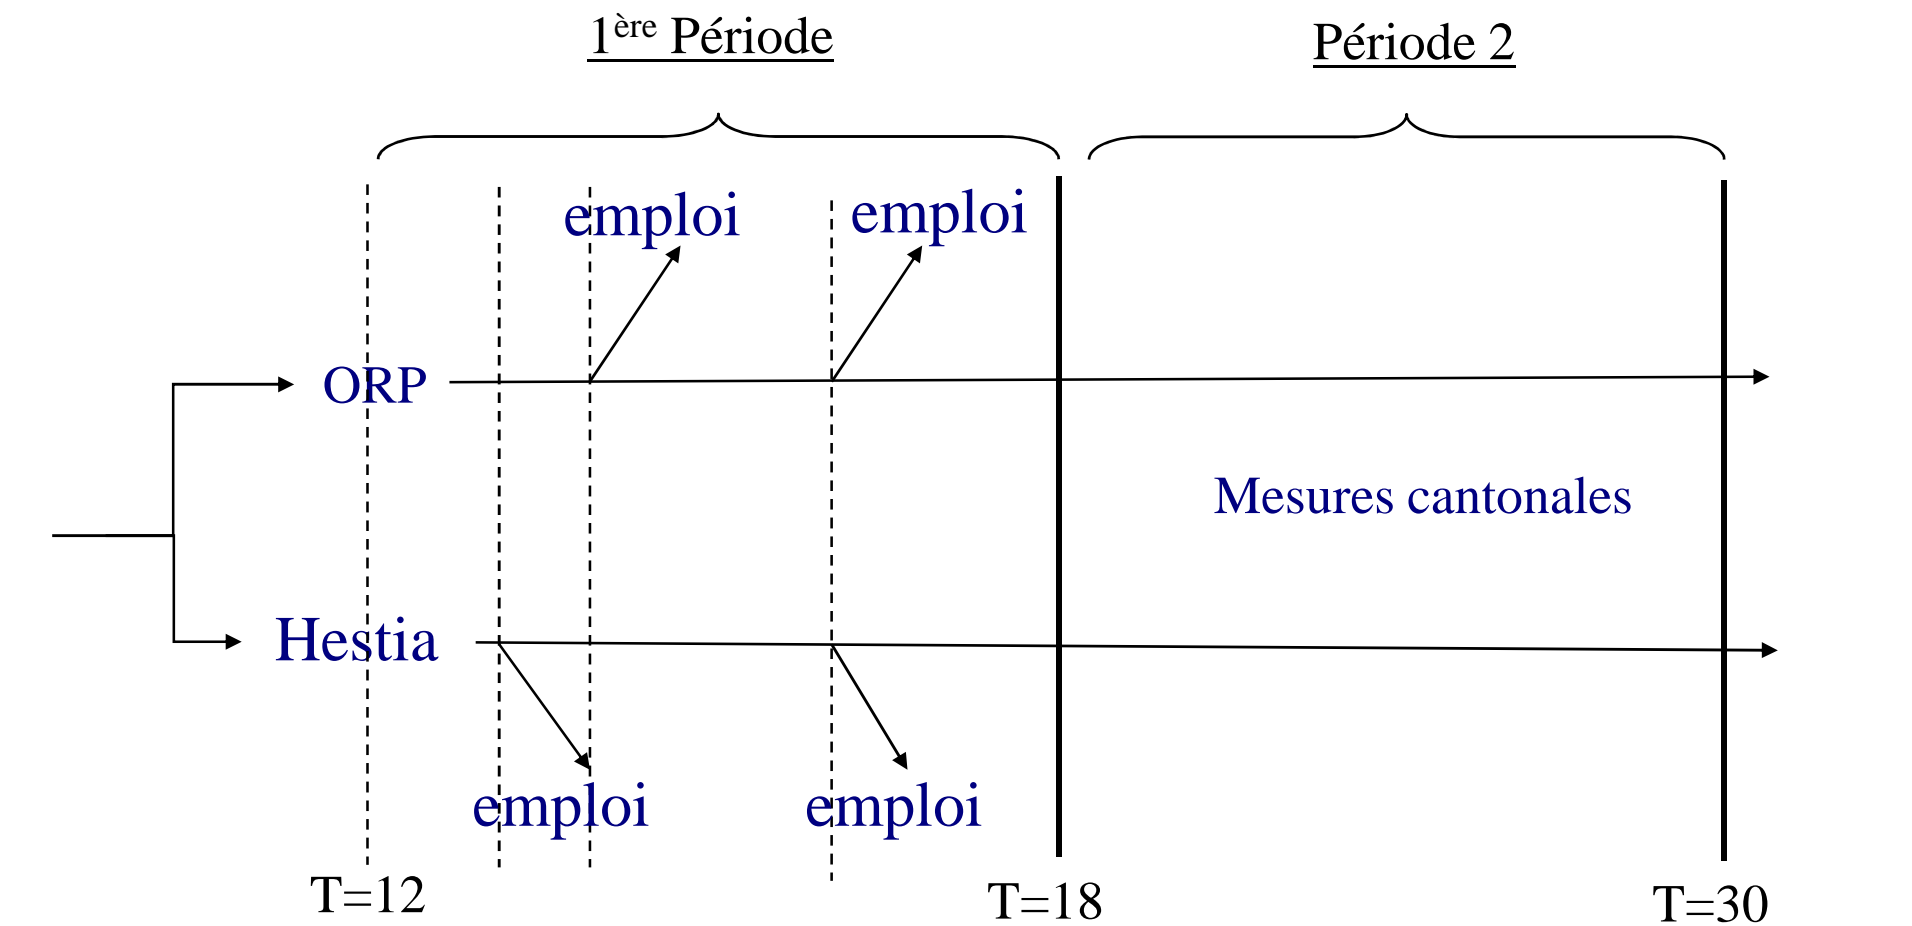 1ère Période
Période 2
emploi
emploi
ORP
Mesures cantonales
Hestia
emploi
emploi
T=12
T=18
T=30